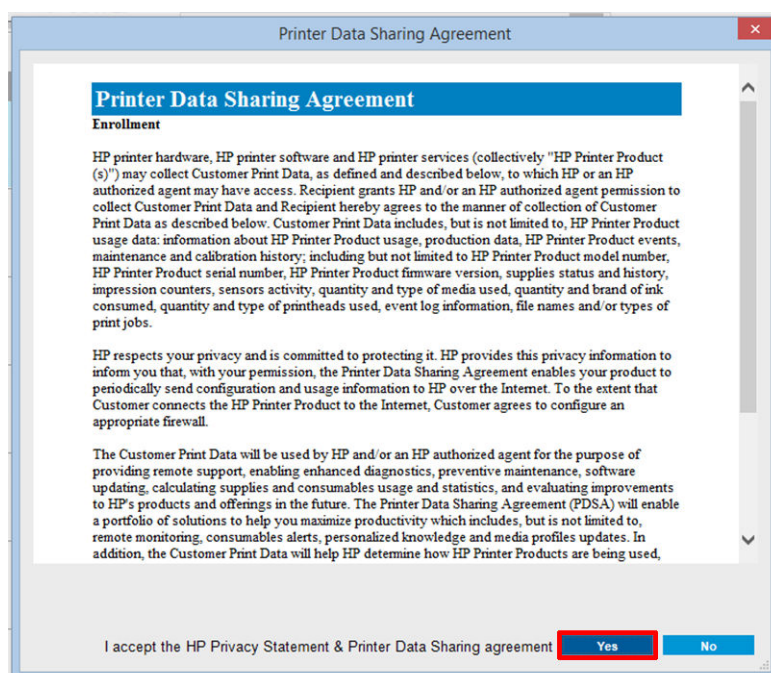 Printer Data Sharing Agreement
Printer Data Sharing Agreement
Enrollment
HP printer hardware, HP printer software and HP printer services (collectively "HP Printer Product
(s)") may collect Customer Print Data, as defined and described below, to which HP or an HP
authorized agent may have access. Recipient grants HP and/or an HP authorized agent permission to
collect Customer Print Data and Recipient hereby agrees to the manner of collection of Customer
Print Data as described below. Customer Print Data includes, but is not limited to, HP Printer Product
usage data: information about HP Printer Product usage, production data, HP Printer Product events,
maintenance and calibration history; including but not limited to HP Printer Product model number,
HP Printer Product serial number, HP Printer Product firmware version, supplies status and history,
impression counters, sensors activity, quantity and type of media used, quantity and brand of ink
consumed, quantity and type of printheads used, event log information, file names and/or types of
print jobs.
HP respects your privacy and is committed to protecting it. HP provides this privacy information to
inform you that, with your permission, the Printer Data Sharing Agreement enables your product to
periodically send configuration and usage information to HP over the Internet. To the extent that
Customer connects the HP Printer Product to the Internet, Customer agrees to configure an
appropriate firewall.
The Customer Print Data will be used by HP and/or an HP authorized agent for the purpose of
providing remote support, enabling enhanced diagnostics, preventive maintenance, software
updating, calculating supplies and consumables usage and statistics, and evaluating improvements
to HP's products and offerings in the future. The Printer Data Sharing Agreement (PDSA) will enable
a portfolio of solutions to help you maximize productivity which includes, but is not limited to,
remote monitoring, consumables alerts, personalized knowledge and media profiles updates. In
addition, the Customer Print Data will help HP determine how HP Printer Products are being used,
I accept the HP Privacy Statement & Printer Data Sharing agreement Yes No